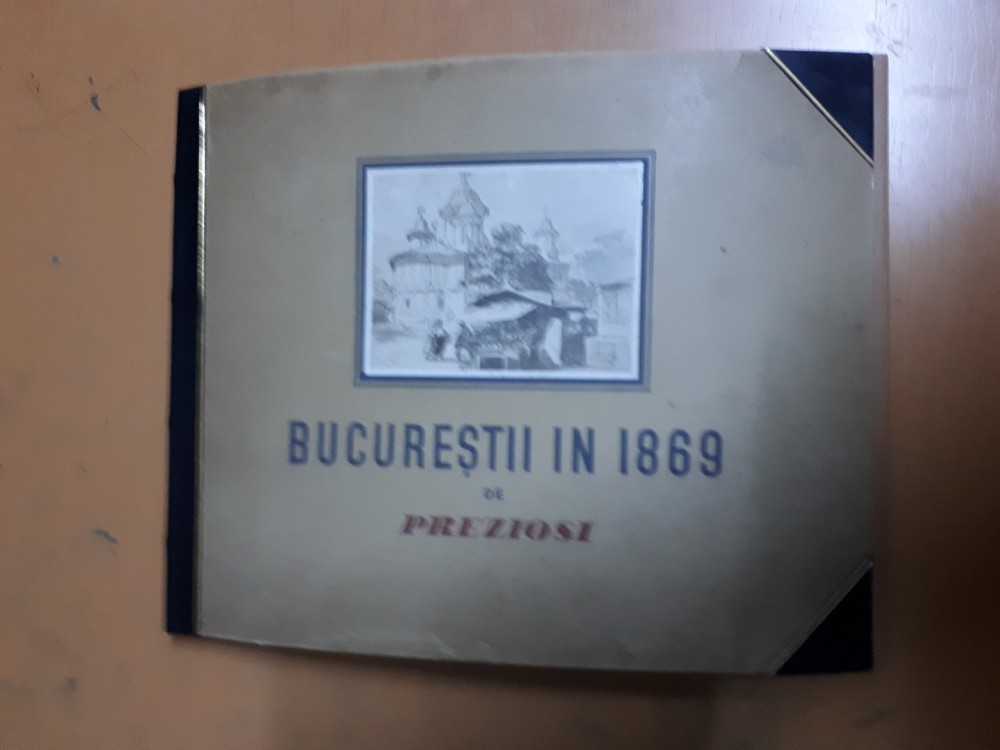 BUCUREȘTII IN 1869
DE
PREZIOSI